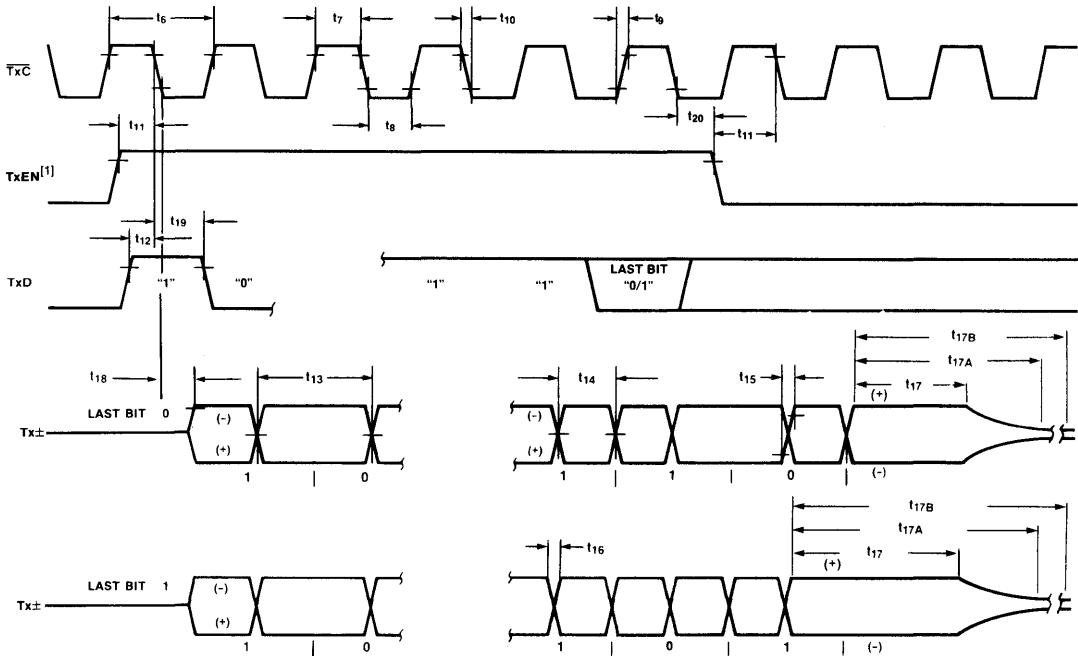 t6
t7
t10
t9
TxC
t11
t8
t20
t11
TxEN[1]
t19
t12
TxD
"1"
"0"
"1"
"1"
LAST BIT
"0/1"
t17B
t17A
t18
t13
t14
t15
t17
(+)
LAST BIT 0
(-)
(-)
Tx±
(+)
(+)
1 | 0
1 | 1 | 0 | (-)
t17B
t17A
t16
t17
(+)
LAST BIT 1
(-)
Tx±
(+)
1 | 0
1 | 0 | 1 | (-)